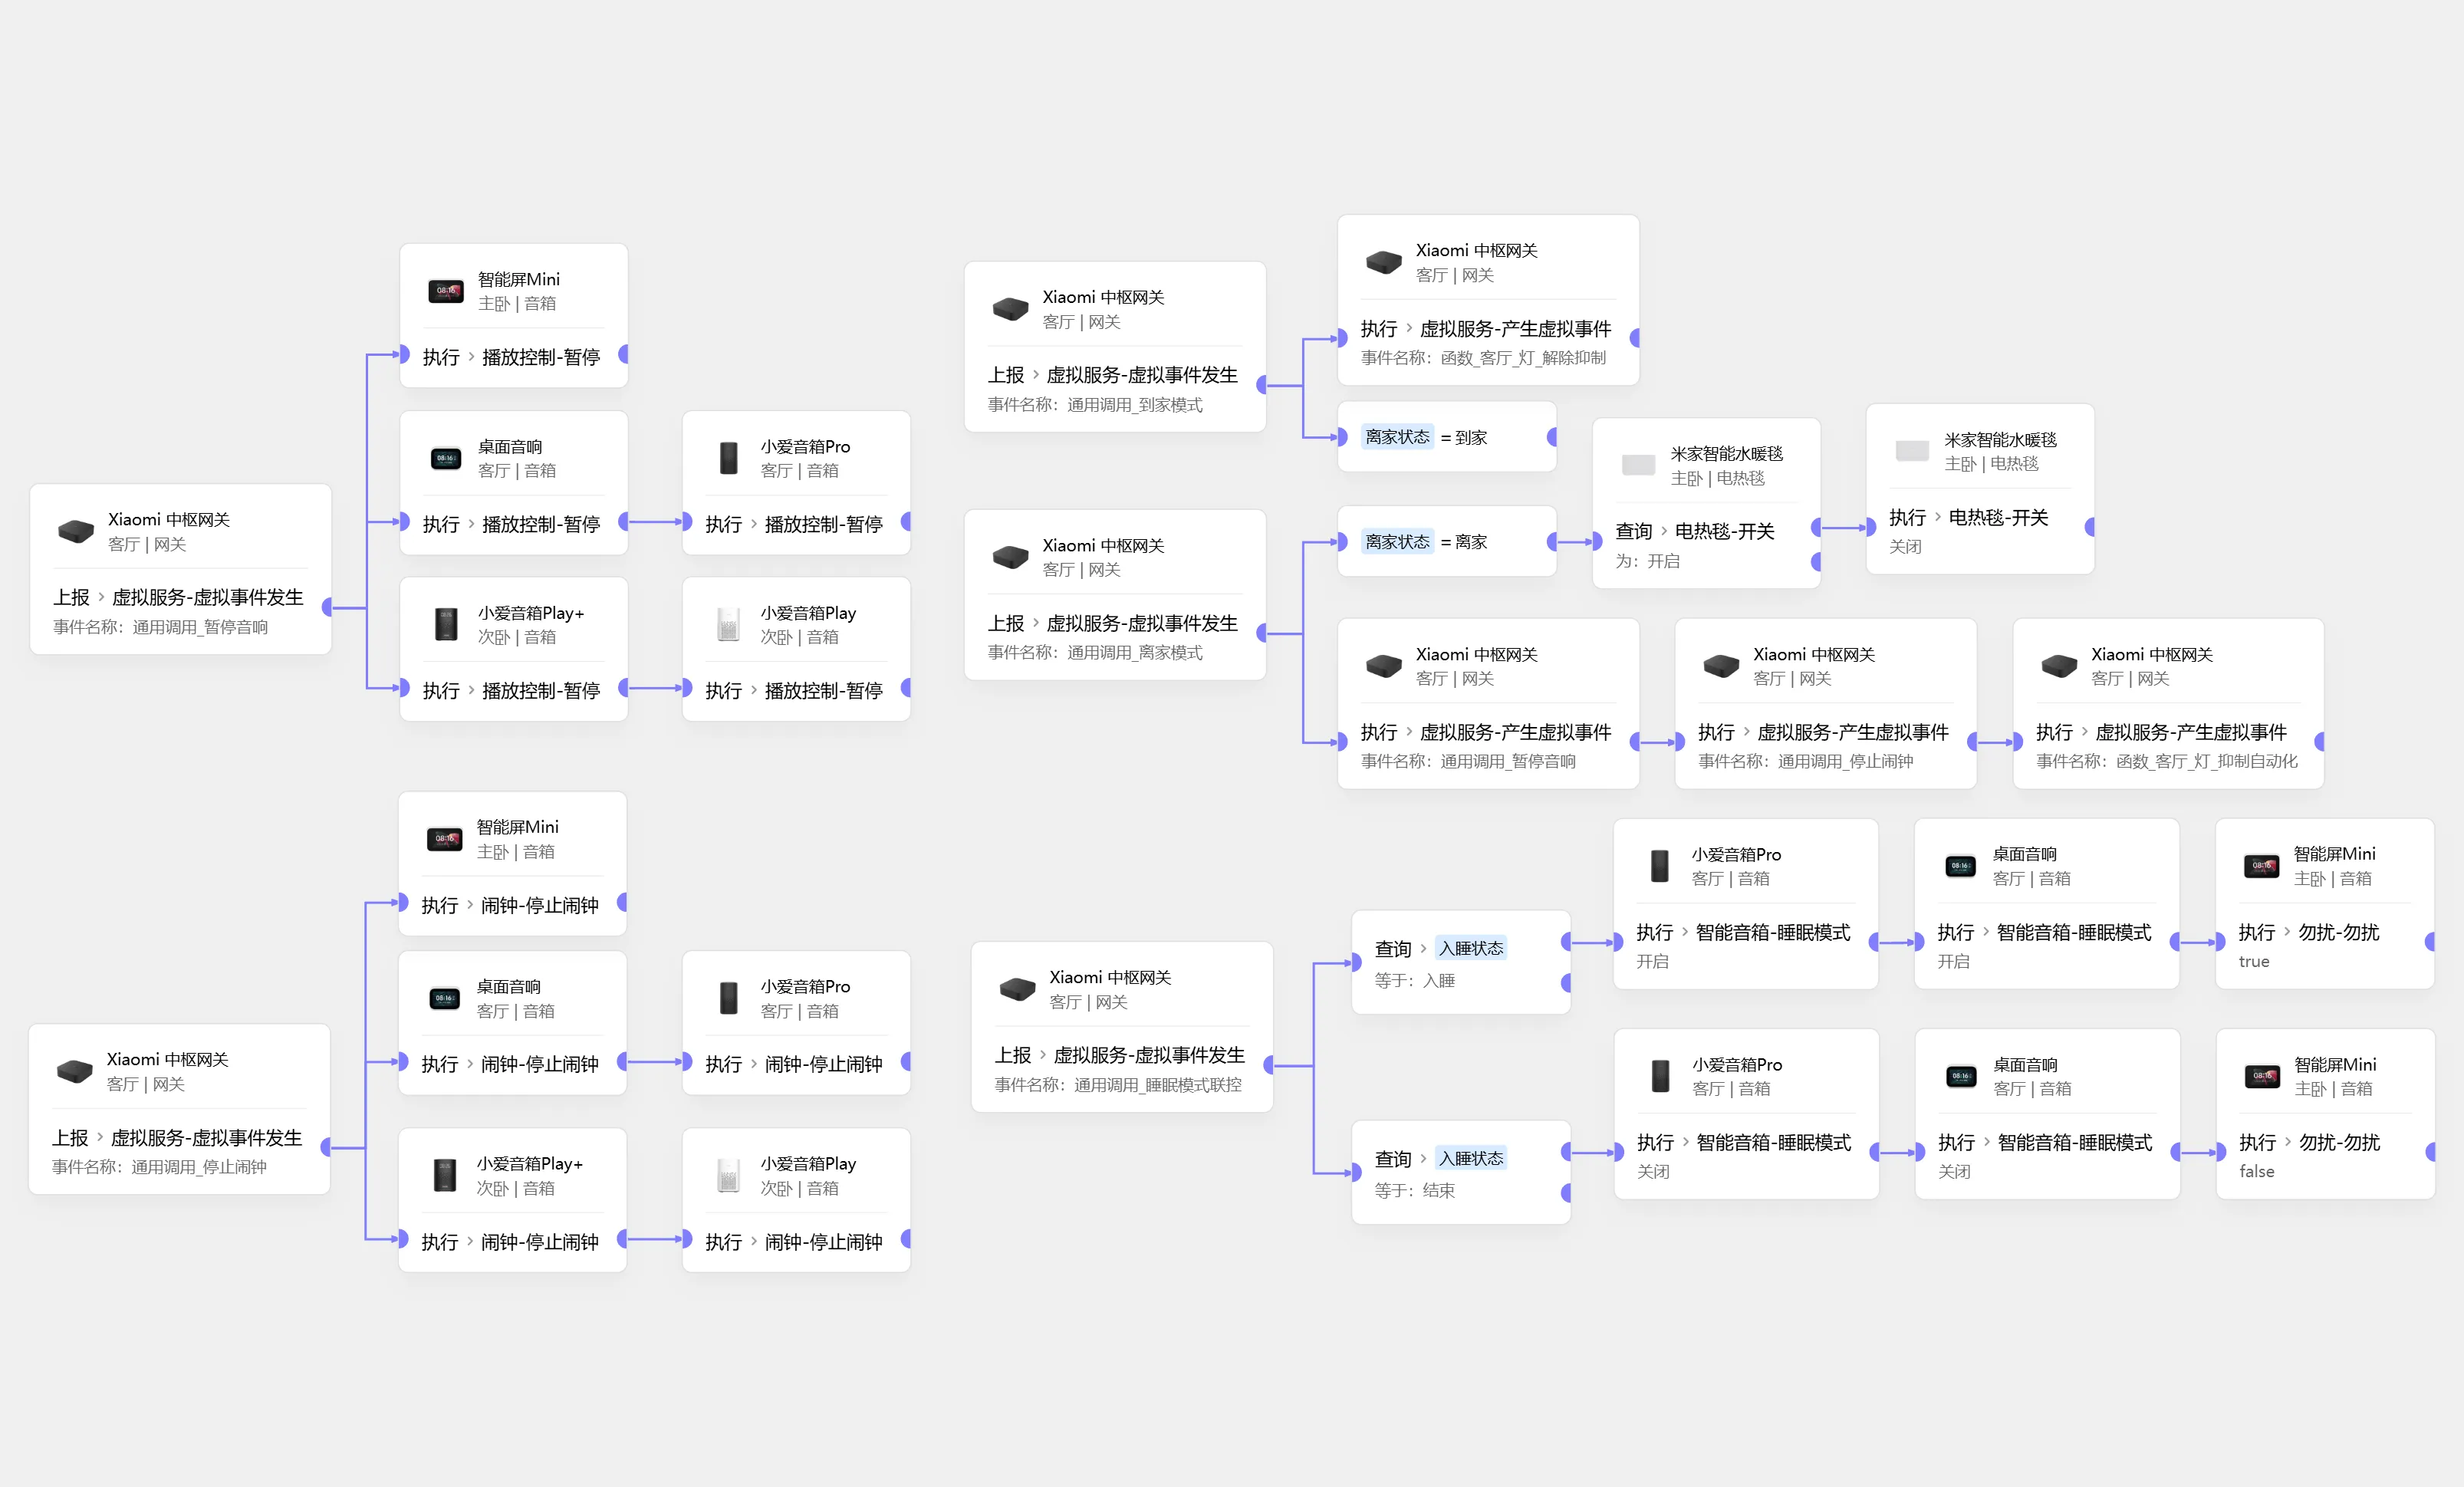 智能屏Mini
主卧 | 音箱
执行 › 播放控制-暂停
桌面音响
客厅 | 音箱
执行 › 播放控制-暂停
小爱音箱Pro
客厅 | 音箱
执行 › 播放控制-暂停
Xiaomi 中枢网关
客厅 | 网关
上报 › 虚拟服务-虚拟事件发生
事件名称：通用调用_暂停音响
小爱音箱Play+
次卧 | 音箱
执行 › 播放控制-暂停
小爱音箱Play
次卧 | 音箱
执行 › 播放控制-暂停
智能屏Mini
主卧 | 音箱
执行 › 闹钟-停止闹钟
桌面音响
客厅 | 音箱
执行 › 闹钟-停止闹钟
小爱音箱Pro
客厅 | 音箱
执行 › 闹钟-停止闹钟
Xiaomi 中枢网关
客厅 | 网关
上报 › 虚拟服务-虚拟事件发生
事件名称：通用调用_停止闹钟
小爱音箱Play+
次卧 | 音箱
执行 › 闹钟-停止闹钟
小爱音箱Play
次卧 | 音箱
执行 › 闹钟-停止闹钟
Xiaomi 中枢网关
客厅 | 网关
上报 › 虚拟服务-虚拟事件发生
事件名称：通用调用_到家模式
Xiaomi 中枢网关
客厅 | 网关
执行 › 虚拟服务-产生虚拟事件
事件名称：函数_客厅_灯_解除抑制
离家状态 = 到家
Xiaomi 中枢网关
客厅 | 网关
上报 › 虚拟服务-虚拟事件发生
事件名称：通用调用_离家模式
离家状态 = 离家
米家智能水暖毯
主卧 | 电热毯
查询 › 电热毯-开关
为：开启
米家智能水暖毯
主卧 | 电热毯
执行 › 电热毯-开关
关闭
Xiaomi 中枢网关
客厅 | 网关
执行 › 虚拟服务-产生虚拟事件
事件名称：通用调用_暂停音响
Xiaomi 中枢网关
客厅 | 网关
执行 › 虚拟服务-产生虚拟事件
事件名称：通用调用_停止闹钟
Xiaomi 中枢网关
客厅 | 网关
执行 › 虚拟服务-产生虚拟事件
事件名称：函数_客厅_灯_抑制自动化
Xiaomi 中枢网关
客厅 | 网关
上报 › 虚拟服务-虚拟事件发生
事件名称：通用调用_睡眠模式联控
查询 › 入睡状态
等于：入睡
小爱音箱Pro
客厅 | 音箱
执行 › 智能音箱-睡眠模式
开启
桌面音响
客厅 | 音箱
执行 › 智能音箱-睡眠模式
开启
智能屏Mini
主卧 | 音箱
执行 › 勿扰-勿扰
true
查询 › 入睡状态
等于：结束
小爱音箱Pro
客厅 | 音箱
执行 › 智能音箱-睡眠模式
关闭
桌面音响
客厅 | 音箱
执行 › 智能音箱-睡眠模式
关闭
智能屏Mini
主卧 | 音箱
执行 › 勿扰-勿扰
false